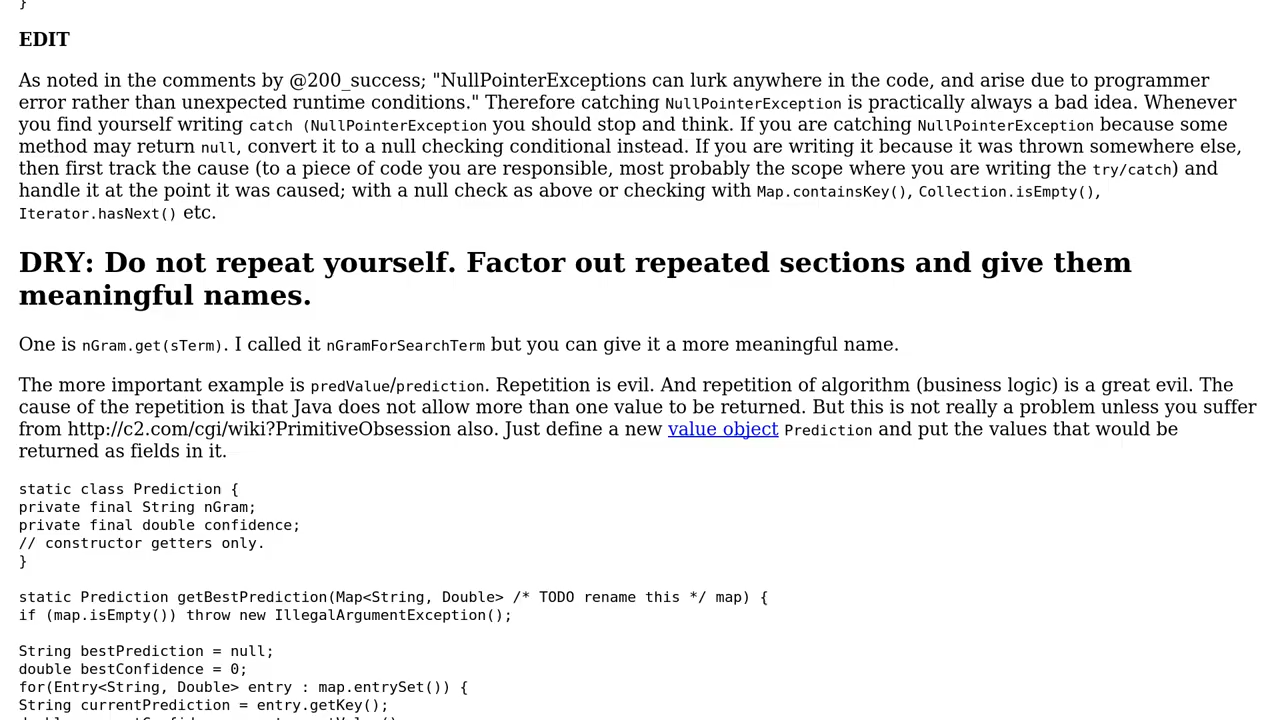 }
EDIT
As noted in the comments by @200_success; "NullPointerExceptions can lurk anywhere in the code, and arise due to programmer
error rather than unexpected runtime conditions." Therefore catching NullPointerException is practically always a bad idea. Whenever
you find yourself writing catch (NullPointerException you should stop and think. If you are catching NullPointerException because some
method may return null, convert it to a null checking conditional instead. If you are writing it because it was thrown somewhere else,
then first track the cause (to a piece of code you are responsible, most probably the scope where you are writing the try/catch) and
handle it at the point it was caused; with a null check as above or checking with Map.containsKey(), Collection.isEmpty(),
Iterator.hasNext() etc.
DRY: Do not repeat yourself. Factor out repeated sections and give them
meaningful names.
One is nGram.get(sTerm). I called it nGramForSearchTerm but you can give it a more meaningful name.
The more important example is predValue/prediction. Repetition is evil. And repetition of algorithm (business logic) is a great evil. The
cause of the repetition is that Java does not allow more than one value to be returned. But this is not really a problem unless you suffer
from http://c2.com/cgi/wiki?PrimitiveObsession also. Just define a new value object Prediction and put the values that would be
returned as fields in it.
static class Prediction {
private final String nGram;
private final double confidence;
// constructor getters only.
}
static Prediction getBestPrediction(Map<String, Double> /* TODO rename this */ map) {
if (map.isEmpty()) throw new IllegalArgumentException();
String bestPrediction = null;
double bestConfidence = 0;
for(Entry<String, Double> entry : map.entrySet()) {
String currentPrediction = entry.getKey();